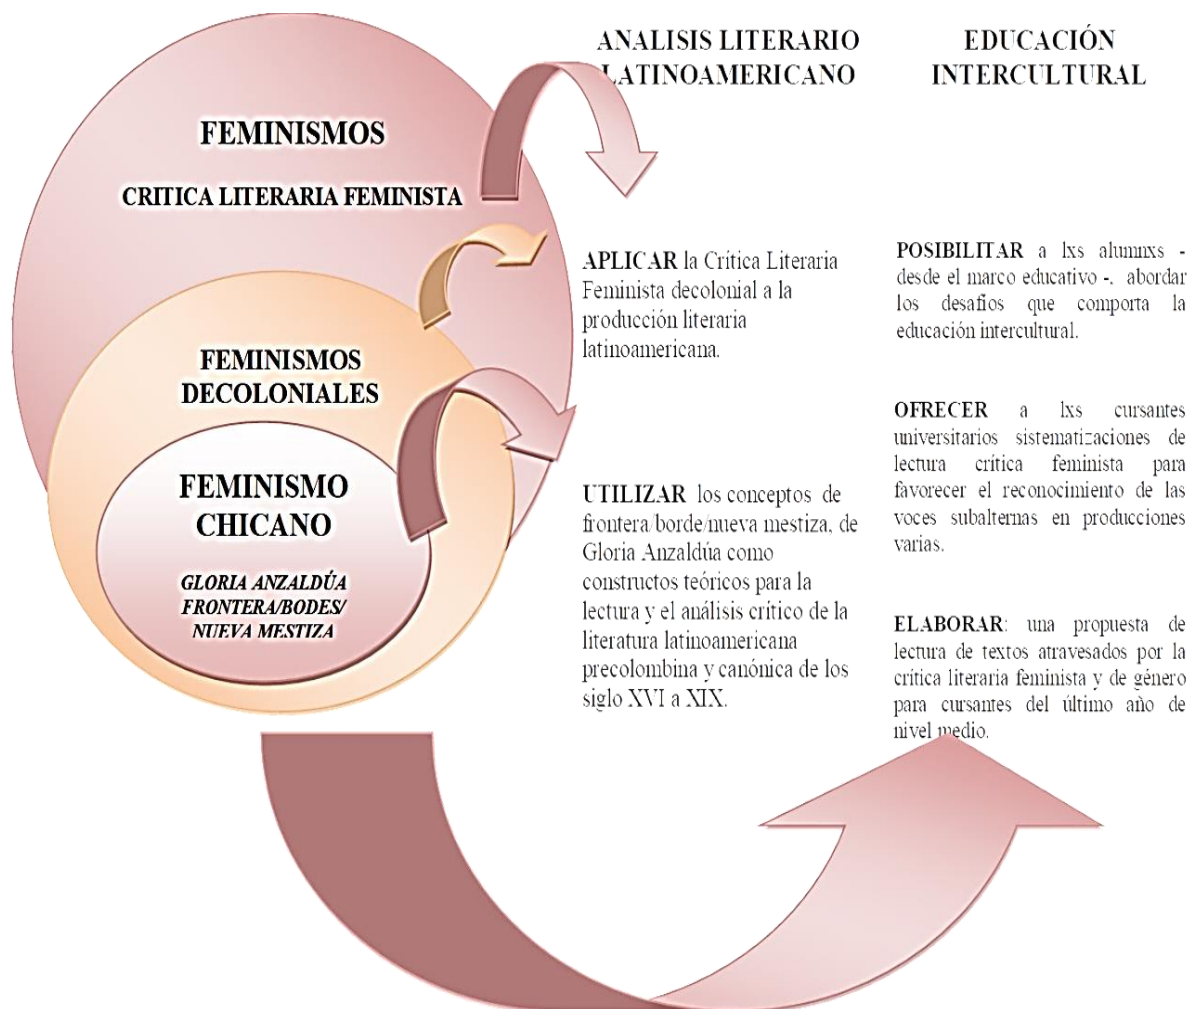 FEMINISMOS
CRITICA LITERARIA FEMINISTA
FEMINISMOS
DECOLONIALES
FEMINISMO
CHICANO
GLORIA ANZALDÚA
FRONTERA/BODES/
NUEVA MESTIZA
ANALISIS LITERARIO
LATINOAMERICANO
APLICAR la Crítica Literaria
Feminista decolonial a la
producción literaria
latinoamericana.
UTILIZAR los conceptos de
frontera/borde/nueva mestiza, de
Gloria Anzaldúa como
constructos teóricos para la
lectura y el análisis crítico de la
literatura latinoamericana
precolombina y canónica de los
siglo XVI a XIX.
EDUCACIÓN
INTERCULTURAL
POSIBILITAR a lxs alumnxs -
desde el marco educativo -, abordar
los desafíos que comporta la
educación intercultural.
OFRECER a lxs cursantes
universitarios sistematizaciones de
lectura crítica feminista para
favorecer el reconocimiento de las
voces subalternas en producciones
varias.
ELABORAR: una propuesta de
lectura de textos atravesados por la
crítica literaria feminista y de género
para cursantes del último año de
nivel medio.